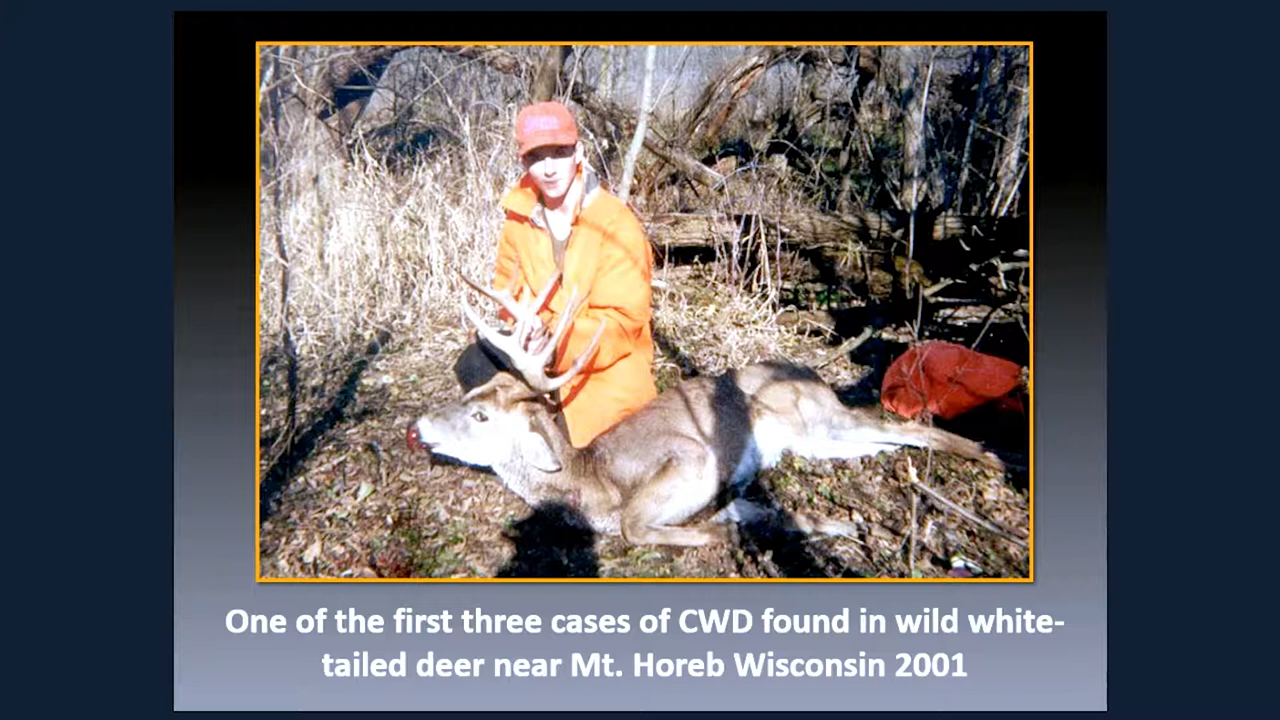 One of the first three cases of CWD found in wild white-
tailed deer near Mt. Horeb Wisconsin 2001